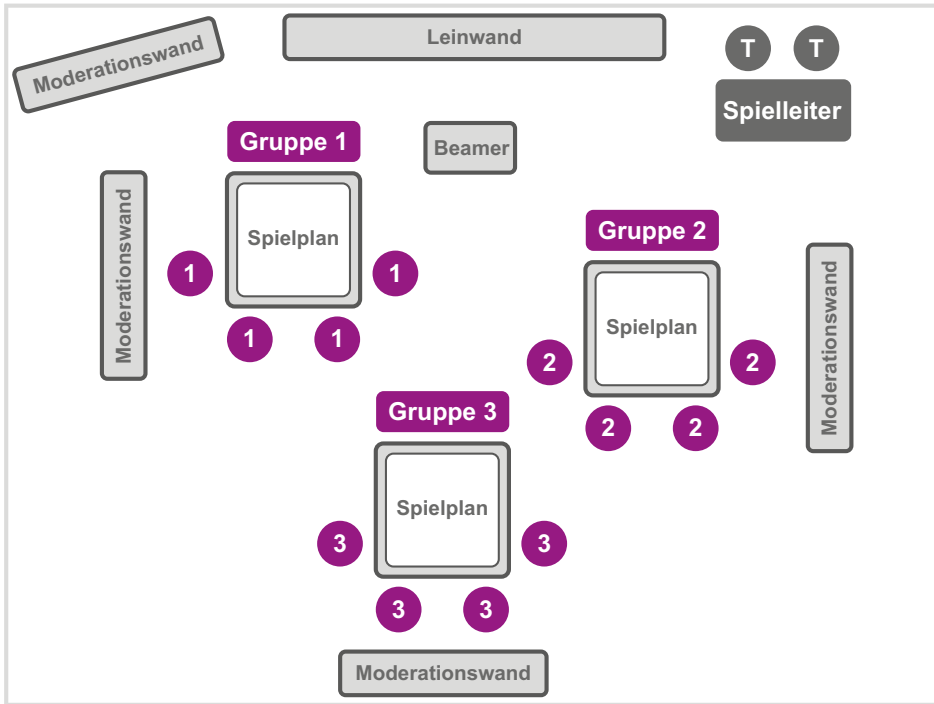 Moderationswand
Leinwand
T T
Spielleiter
Gruppe 1
Beamer
Moderationswand
Spielplan
1 1
1 1
Gruppe 2
Spielplan
Moderationswand
2 2
2 2
Gruppe 3
Spielplan
3 3
3 3
Moderationswand